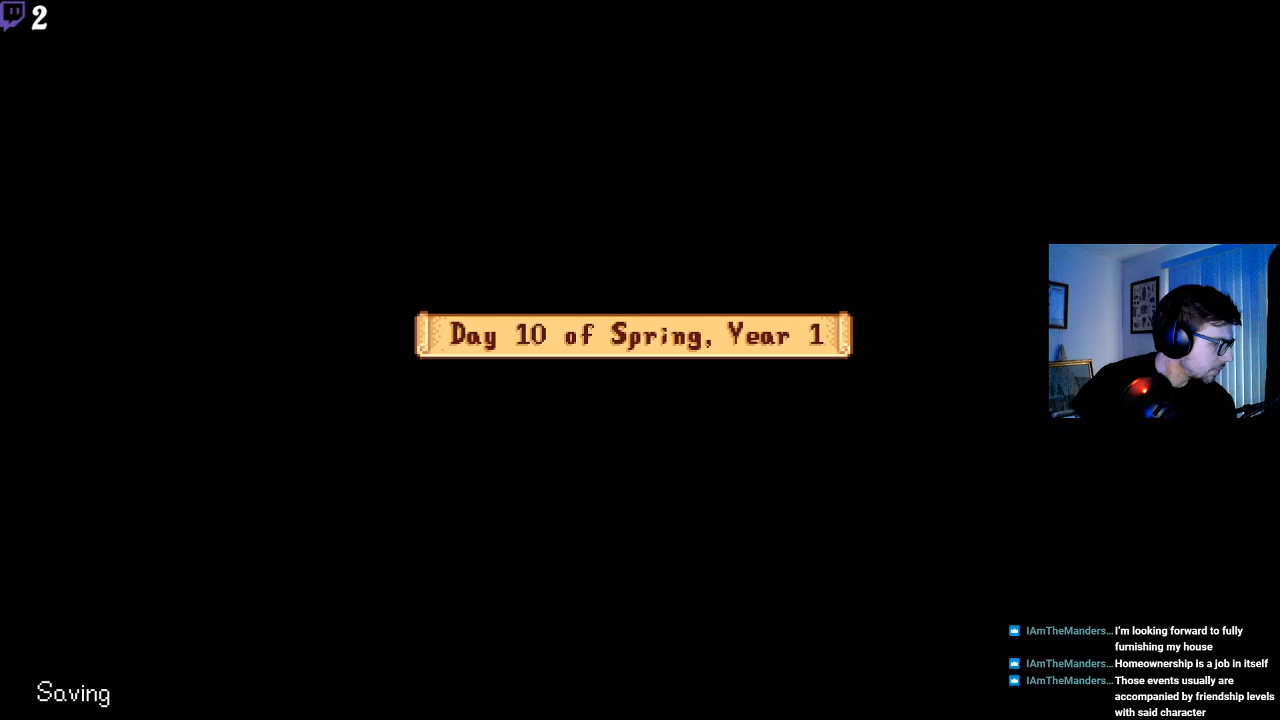 2
Day 10 of Spring, Year 1
IAmTheManders... I'm looking forward to fully
furnishing my house
IAmTheManders... Homeownership is a job in itself
IAmTheManders... Those events usually are
accompanied by friendship levels
with said character
Saving